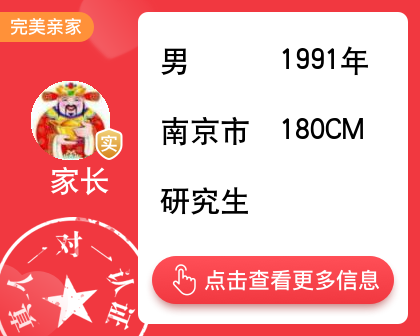 完美亲家
男 1991年
南京市 180CM
研究生
实
家长
真人一对一认证
点击查看更多信息